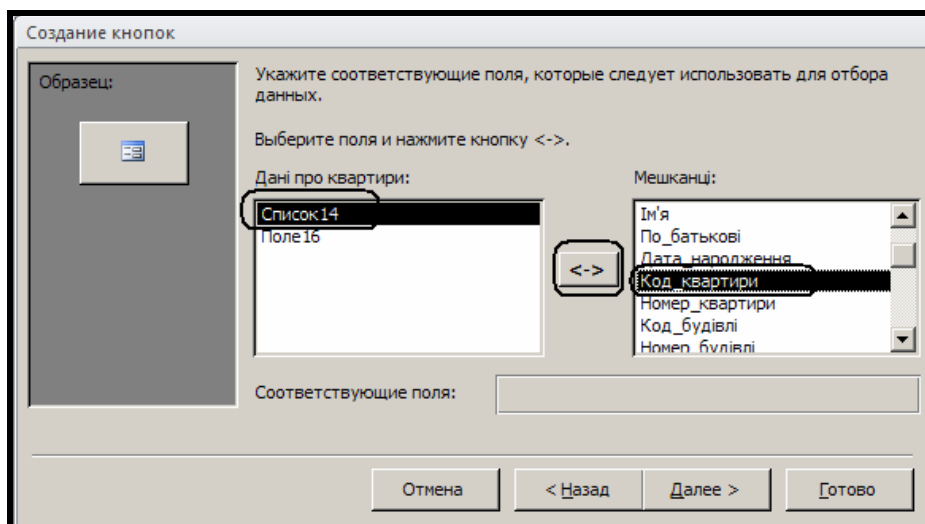 Создание кнопок
Образец:
Укажите соответствующие поля, которые следует использовать для отбора
данных.
Выберите поля и нажмите кнопку <->.
Дані про квартири:
Мешканці:
Список14
Поле16
<->
Ім'я
По_батькові
Дата_народження
Код_квартири
Номер_квартири
Код_будівлі
Номер_будівлі
Соответствующие поля:
Отмена
< Назад
Далее >
Готово